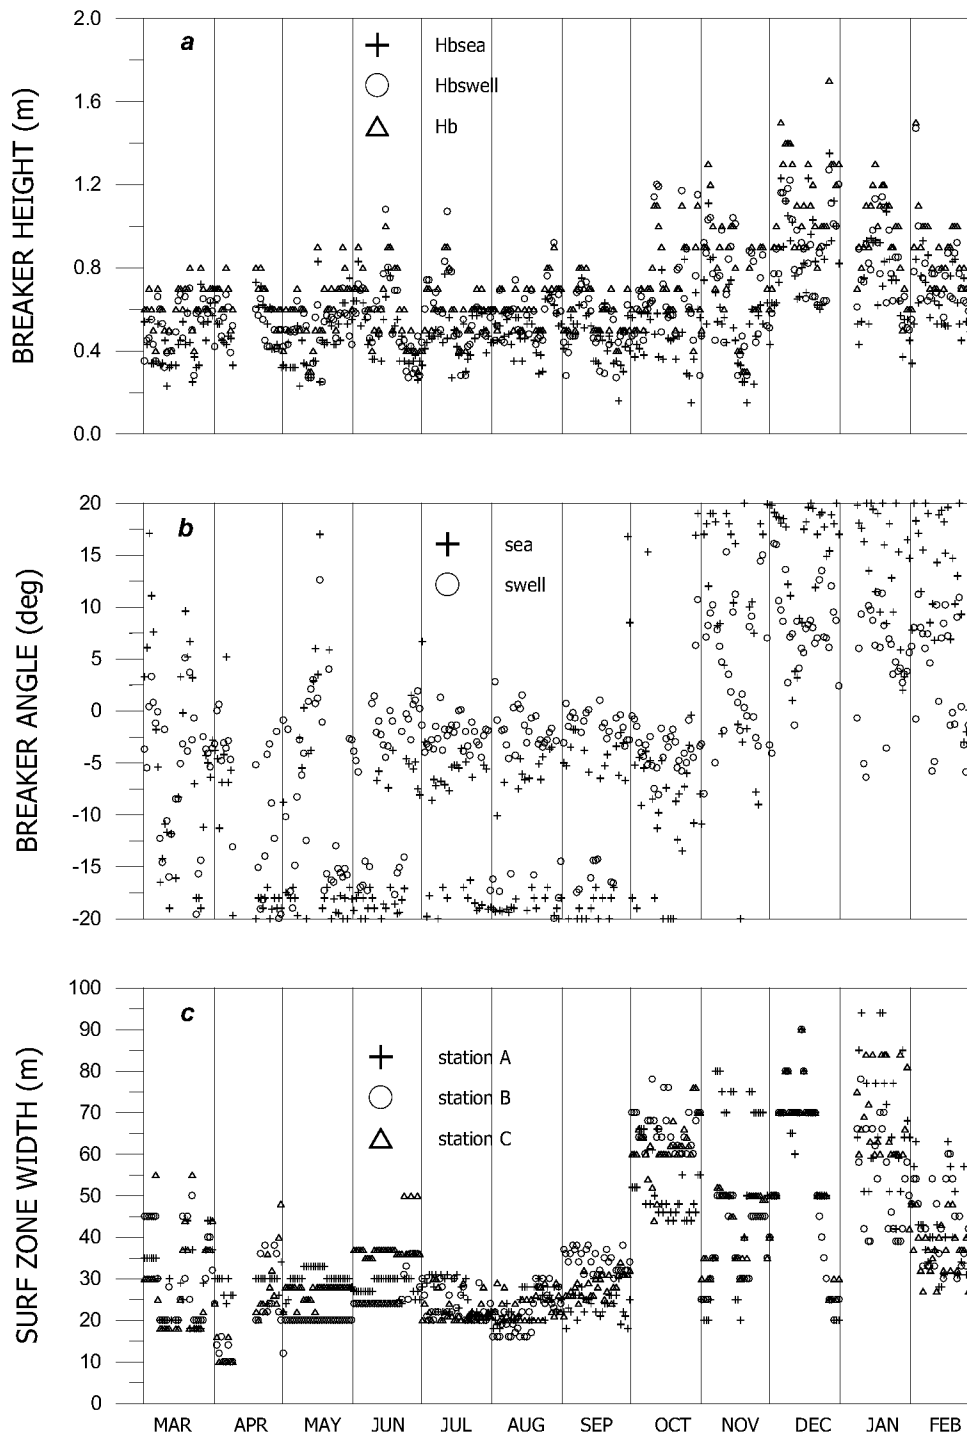 a
Hbsea
Hbswell
Hb
BREAKER HEIGHT (m)
2.0
1.6
1.2
0.8
0.4
0.0
b
sea
swell
BREAKER ANGLE (deg)
20
15
10
5
0
-5
-10
-15
-20
c
station A
station B
station C
SURF ZONE WIDTH (m)
100
90
80
70
60
50
40
30
20
10
0
MAR APR MAY JUN JUL AUG SEP OCT NOV DEC JAN FEB